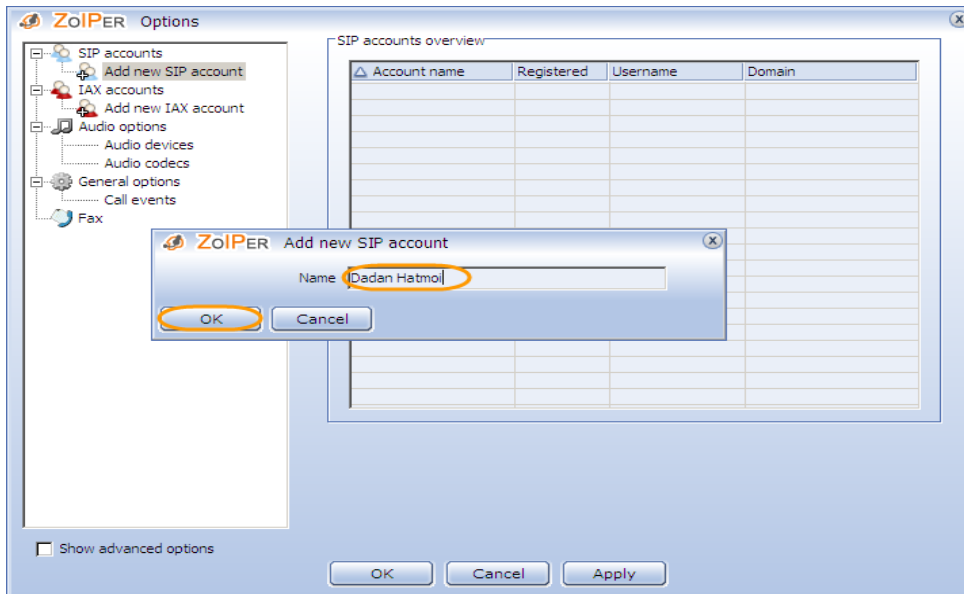 ZOIPER Options
SIP accounts
Add new SIP account
IAX accounts
Add new IAX account
Audio options
Audio devices
Audio codecs
General options
Call events
Fax
SIP accounts overview
Account name Registered Username Domain
ZOIPER Add new SIP account
Name Dadan Hatmoi
OK Cancel
Show advanced options
OK Cancel Apply